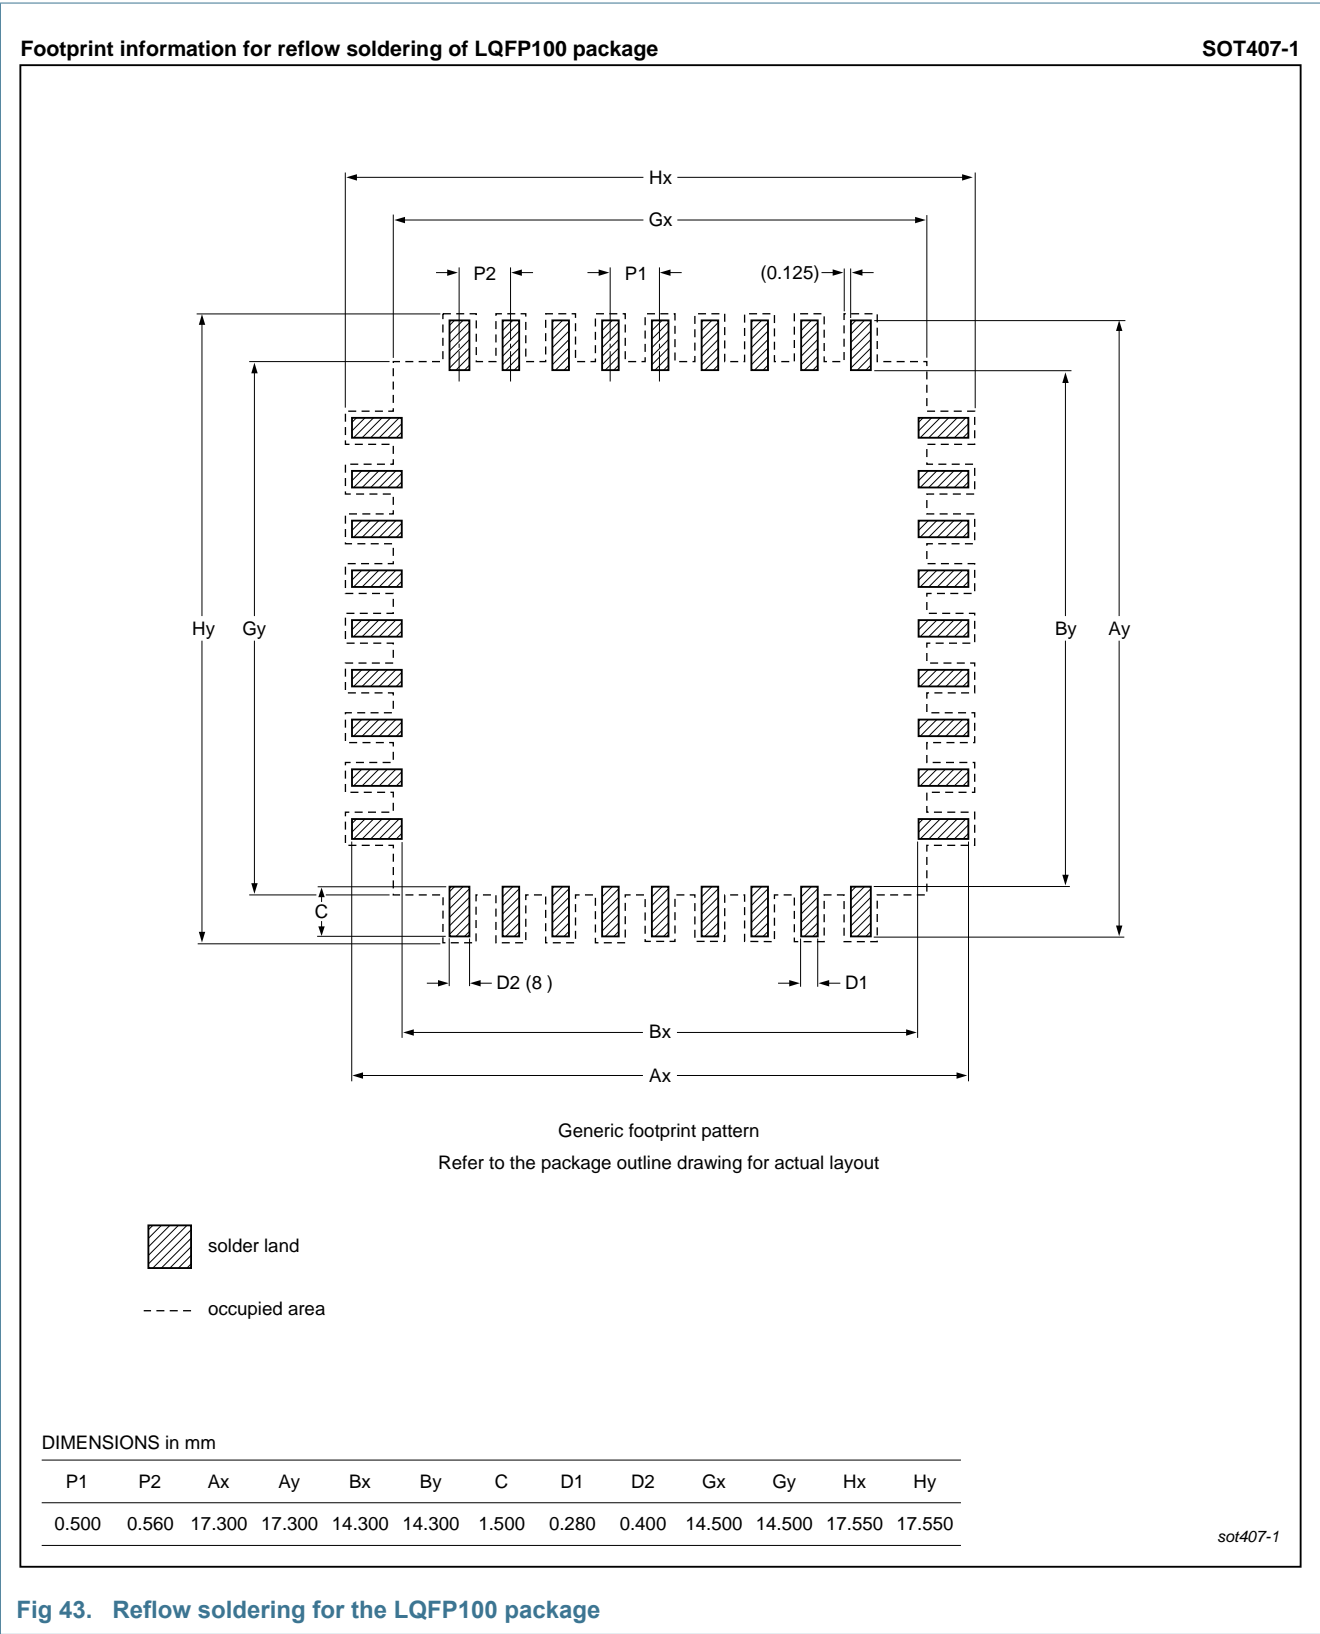 Footprint information for reflow soldering of LQFP100 package SOT407-1
Hx
Gx
P2 P1 (0.125)
Hy Gy By Ay
C
D2 (8 ) D1
Bx
Ax
Generic footprint pattern
Refer to the package outline drawing for actual layout
solder land
occupied area
DIMENSIONS in mm
P1 P2 Ax Ay Bx By C D1 D2 Gx Gy Hx Hy
0.500 0.560 17.300 17.300 14.300 14.300 1.500 0.280 0.400 14.500 14.500 17.550 17.550
sot407-1
Fig 43. Reflow soldering for the LQFP100 package